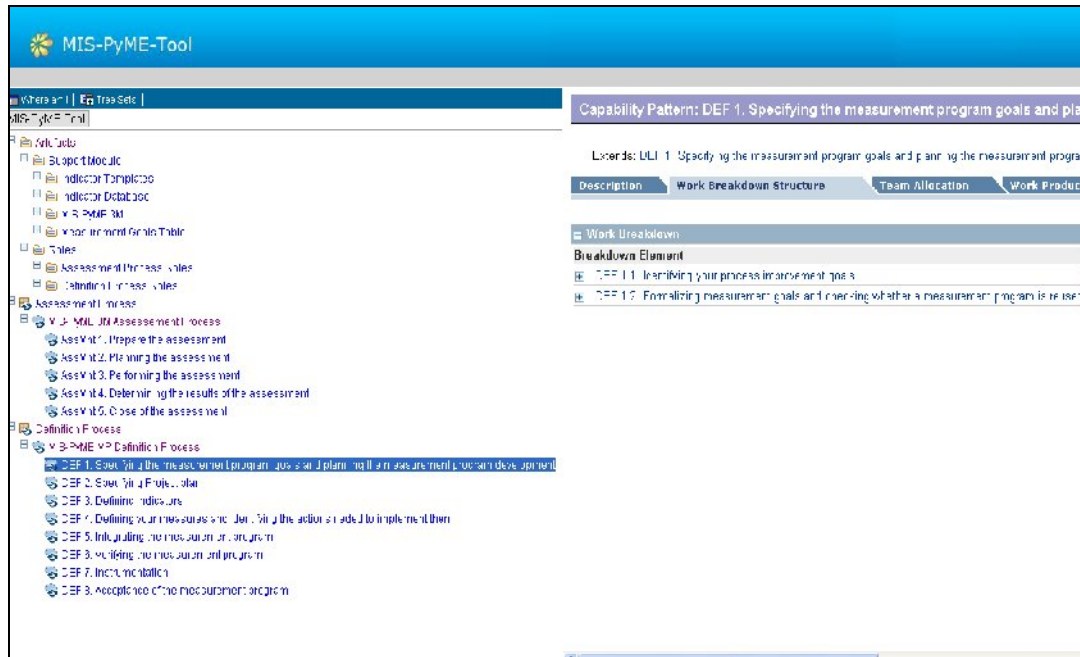 MIS-PyME-Tool
Where am I | Tree Sets |
MIS-PyME-Tool
Artefacts
Support Module
Indicator Templates
Indicator Database
MIS-PyME 3M
Measurement Goals Table
Roles
Assessment Process Roles
Definition Process Roles
Assessment Process
MIS-PyME 3M Assessement Process
AssMnt 1. Prepare the assessment
AssMnt 2. Planning the assessment
AssMnt 3. Performing the assessment
AssMnt 4. Determining the results of the assessment
AssMnt 5. Close of the assessment
Definition Process
MIS-PyME MP Definition Process
DEF 1. Specifying the measurement program goals and planning the measurement program development
DEF 2. Specifying Project plan
DEF 3. Defining indicators
DEF 4. Defining your measures and identifying the actions needed to implement them
DEF 5. Integrating the measurement program
DEF 6. Verifying the measurement program
DEF 7. Instrumentation
DEF 8. Acceptance of the measurement program
Capability Pattern: DEF 1. Specifying the measurement program goals and pla
Extends: DEF 1. Specifying the measurement program goals and planning the measurement progra
Description Work Breakdown Structure Team Allocation Work Produc
Work Breakdown
Breakdown Element
DEF 1.1. Identifying your process improvement goals
DEF 1.2. Formalizing measurement goals and checking whether a measurement program is reuse